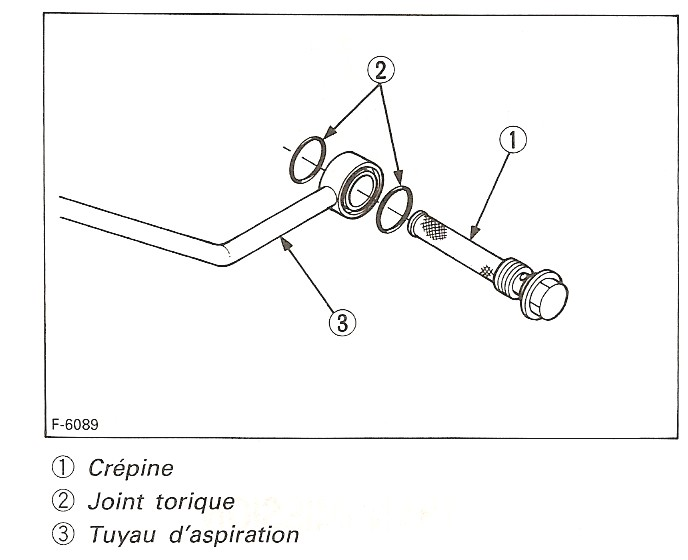 ②
①
③
F-6089
① Crépine
② Joint torique
③ Tuyau d'aspiration